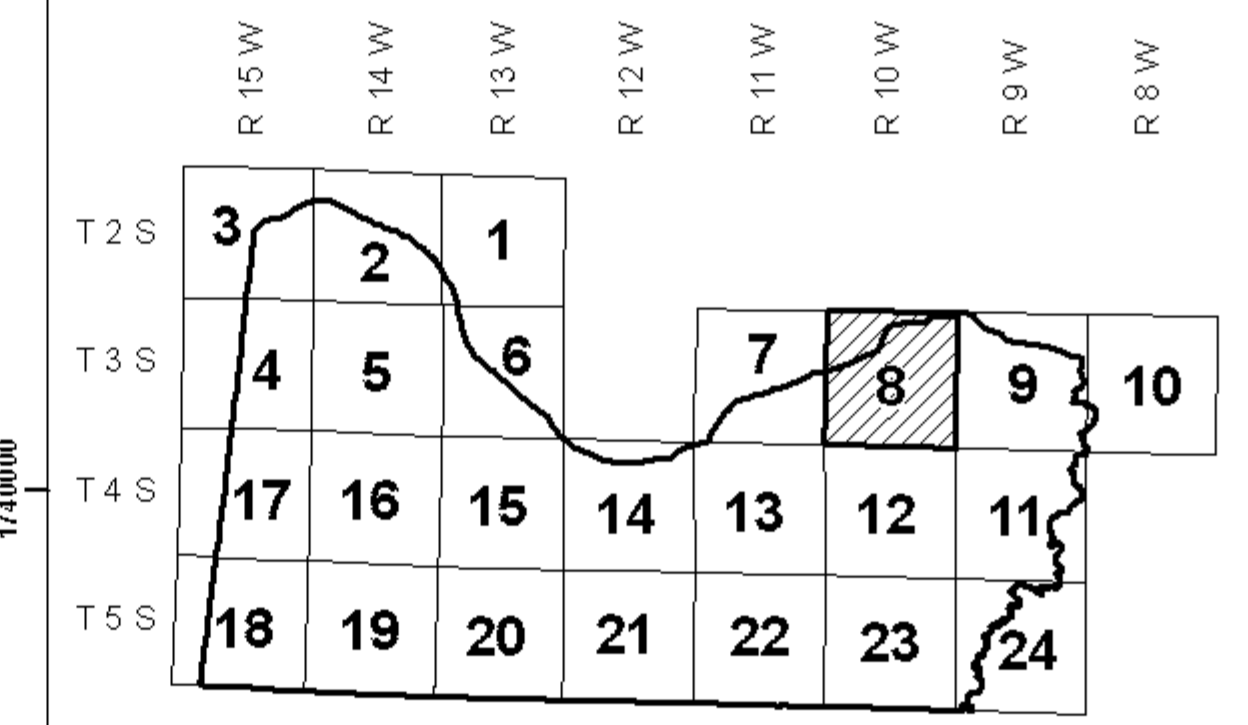 R 15 W R 14 W R 13 W R 12 W R 11 W R 10 W R 9 W R 8 W
T 2 S 3 2 1
T 3 S 4 5 6 7 8 9 10
1740000
T 4 S 17 16 15 14 13 12 11
T 5 S 18 19 20 21 22 23 24